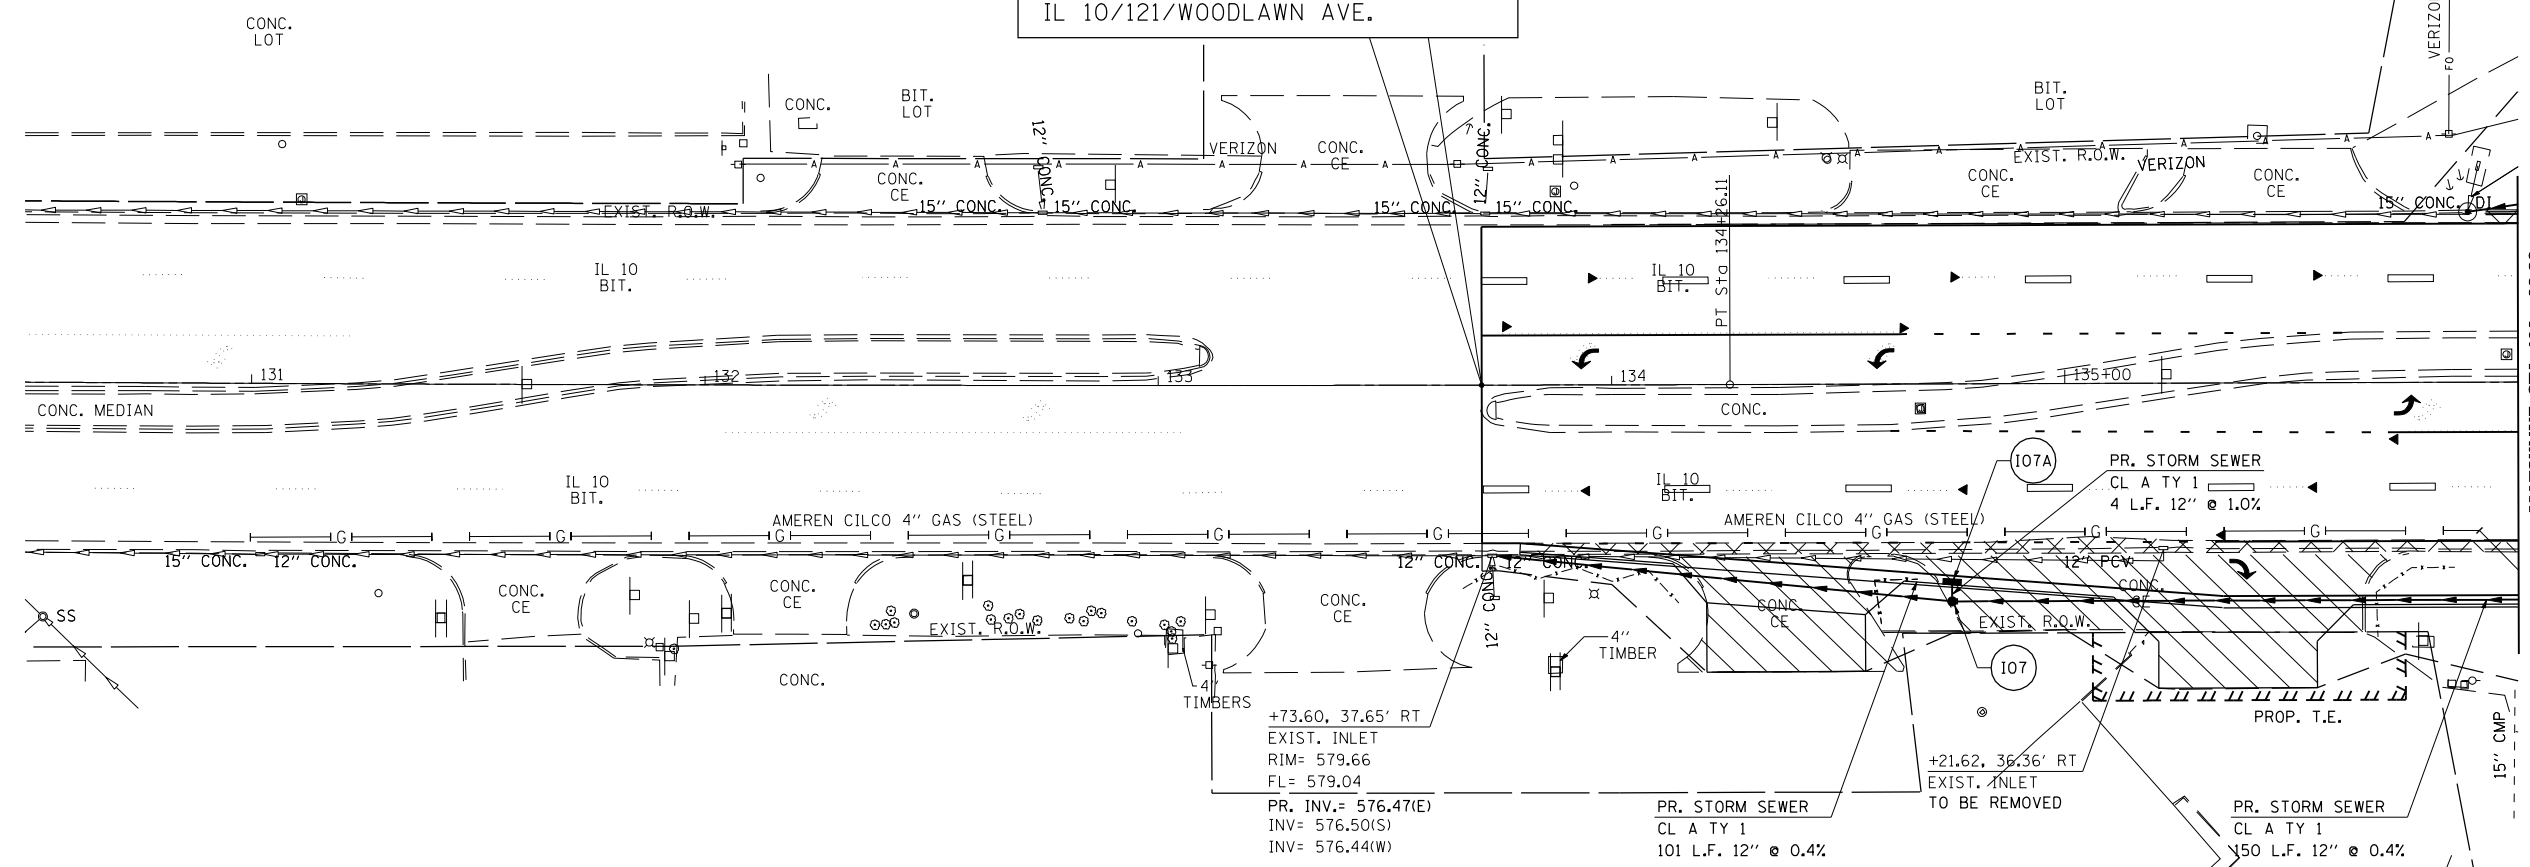 IL 10/121/WOODLAWN AVE.
CONC.
LOT
VERIZO
FO
BIT.
LOT
CONC.
BIT.
LOT
12" CONC.
VERIZON
CONC.
CE
12" CONC.
A A A A A A A A A A A A A A A A A A A A
EXIST. R.O.W.
VERIZON
CONC.
CE
CONC.
CE
CONC.
CE
EXIST. R.O.W.
15" CONC.
15" CONC.
15" CONC.
15" CONC.
15" CONC.
DI
PT Sta 134+26.11
IL 10
BIT.
IL 10
BIT.
131
132
133
134
135+00
CONC. MEDIAN
CONC.
I07A
PR. STORM SEWER
CL A TY 1
4 L.F. 12" @ 1.0%
IL 10
BIT.
IL 10
BIT.
AMEREN CILCO 4" GAS (STEEL)
AMEREN CILCO 4" GAS (STEEL)
G G G G G G G G G G
15" CONC.
12" CONC.
12" CONC.
A
12" CONC.
12" PCV
CONC.
CONC.
CE
CONC.
CE
CONC.
CE
12" CONC.
CONC.
CE
SS
EXIST. R.O.W.
EXIST. R.O.W.
4"
TIMBER
I07
CONC.
4"
TIMBERS
PROP. T.E.
15" CMP
+73.60, 37.65' RT
EXIST. INLET
RIM= 579.66
FL= 579.04
PR. INV.= 576.47(E)
INV= 576.50(S)
INV= 576.44(W)
PR. STORM SEWER
CL A TY 1
101 L.F. 12" @ 0.4%
+21.62, 36.36' RT
EXIST. INLET
TO BE REMOVED
PR. STORM SEWER
CL A TY 1
150 L.F. 12" @ 0.4%